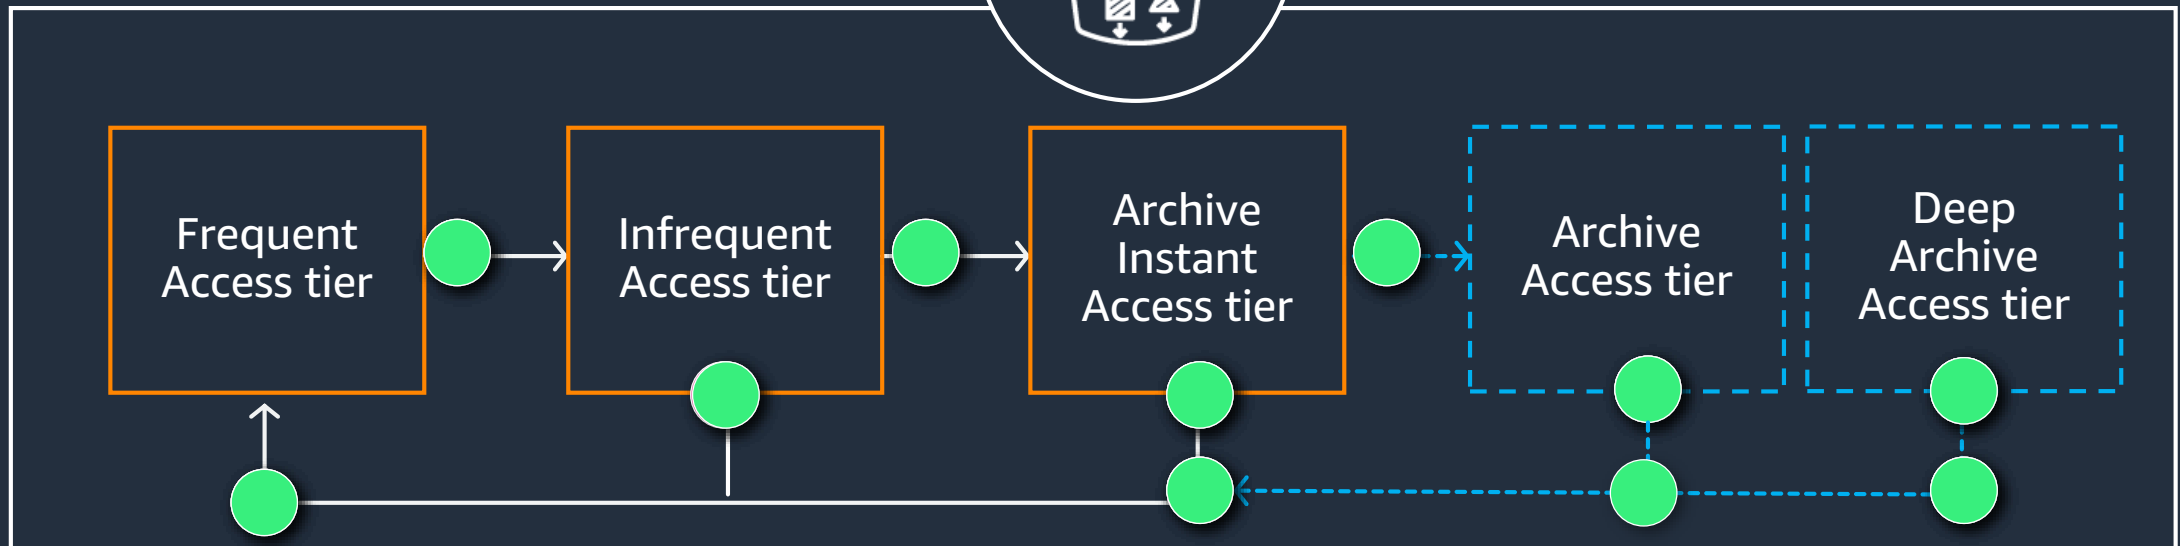 Frequent
Access tier
Infrequent
Access tier
Archive
Instant
Access tier
Archive
Access tier
Deep
Archive
Access tier